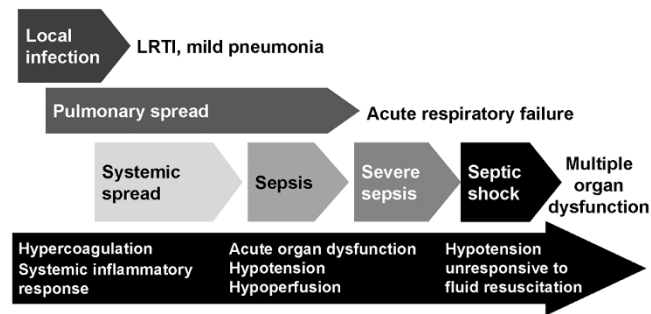 Local
infection
LRTI, mild pneumonia
Pulmonary spread
Acute respiratory failure
Systemic
spread
Sepsis
Severe
sepsis
Septic
shock
Multiple
organ
dysfunction
Hypercoagulation
Systemic inflammatory
response
Acute organ dysfunction
Hypotension
Hypoperfusion
Hypotension
unresponsive to
fluid resuscitation